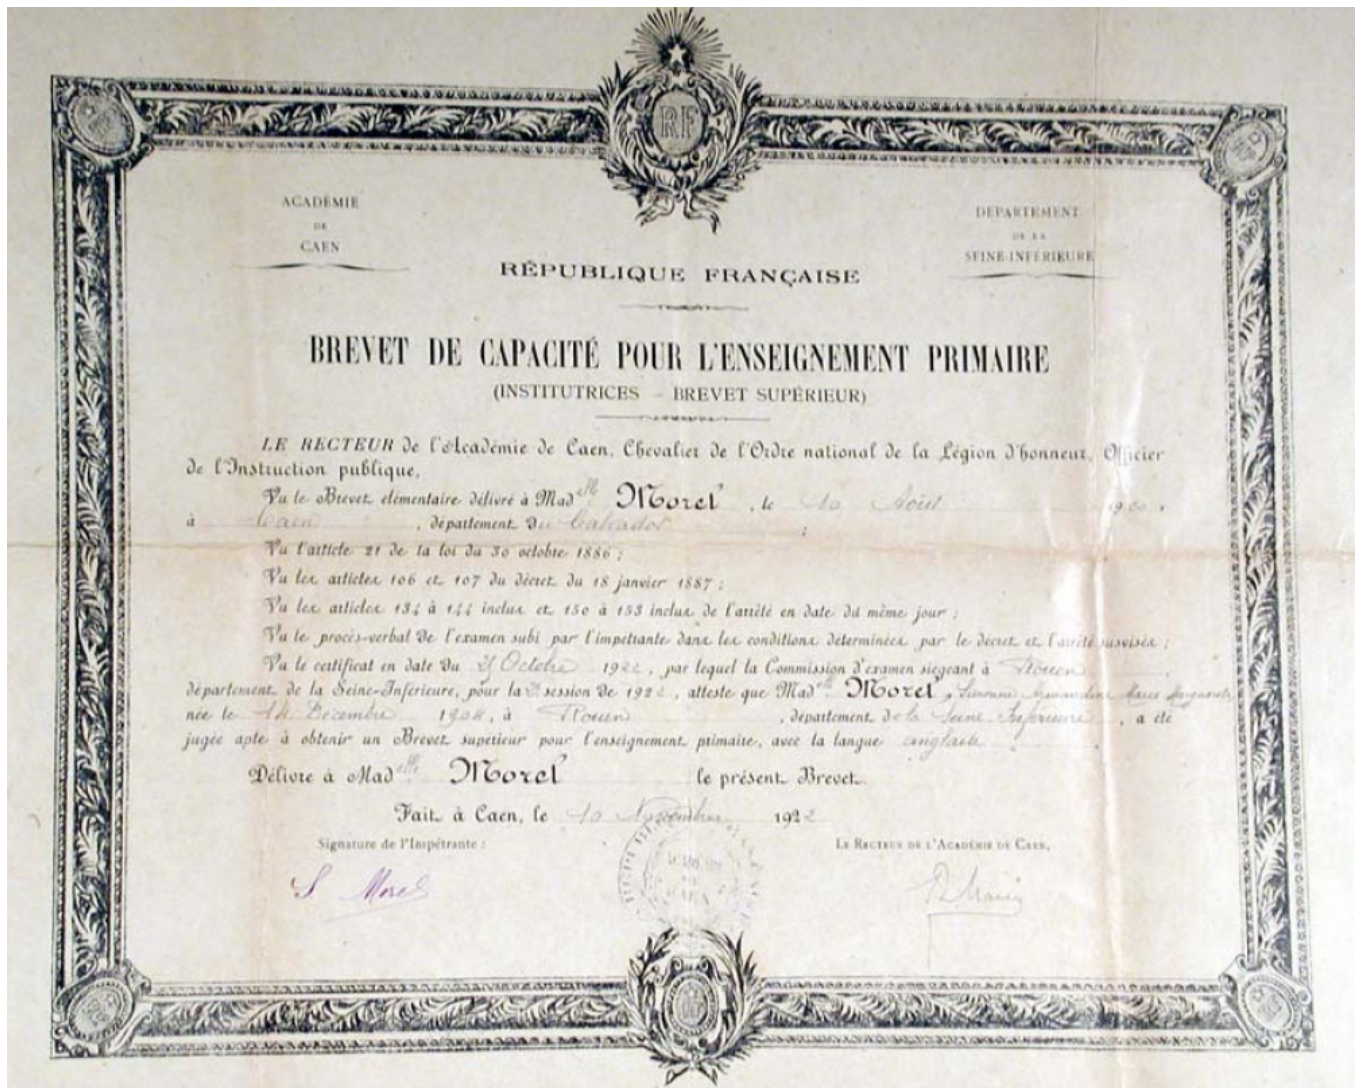 RF
ACADÉMIE
DE
CAEN
DÉPARTEMENT
DE LA
SEINE-INFÉRIEURE
RÉPUBLIQUE FRANÇAISE
BREVET DE CAPACITÉ POUR L'ENSEIGNEMENT PRIMAIRE
(INSTITUTRICES – BREVET SUPÉRIEUR)
LE RECTEUR de l'Académie de Caen, Chevalier de l'Ordre national de la Légion d'honneur, Officier
de l'Instruction publique,
Vu le Brevet élémentaire délivré à Mad elle Morel, le 10 Août
à Caen, département du Calvados ;
Vu l'article 21 de la loi du 30 octobre 1886 ;
Vu les articles 106 et 107 du décret du 18 janvier 1887 ;
Vu les articles 134 à 144 inclus et 150 à 153 inclus de l'arrêté en date du même jour ;
Vu le procès-verbal de l'examen subi par l'impétrante dans les conditions déterminées par le décret et l'arrêté susvisés ;
Vu le certificat en date du Octobre 1922, par lequel la Commission d'examen siégeant à Rouen,
département de la Seine-Inférieure, pour la session de 1922, atteste que Mad elle Morel, Marie Marguerite,
née le 14 Décembre 1904, à Rouen, département de la Seine Inférieure, a été
jugée apte à obtenir un Brevet supérieur pour l'enseignement primaire, avec la langue anglaise.
Délivré à Mad elle Morel le présent Brevet.
Fait à Caen, le 10 Novembre 1922
Signature de l'Impétrante :
LE RECTEUR DE L'ACADÉMIE DE CAEN,
S Morel